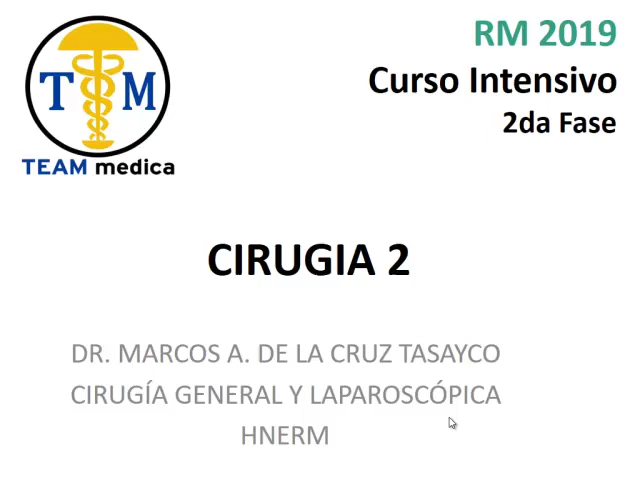 RM 2019
Curso Intensivo
2da Fase
T M
TEAM medica
CIRUGIA 2
DR. MARCOS A. DE LA CRUZ TASAYCO
CIRUGÍA GENERAL Y LAPAROSCÓPICA
HNERM